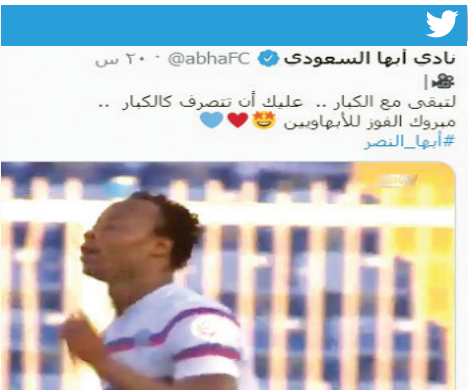 نادي أبها السعودي @abhaFC · ٢٠ س
🎥|
لتبقى مع الكبار .. عليك أن تتصرف كالكبار ..
مبروك الفوز للأبهاويين 🤩❤️💙
#أبها_النصر